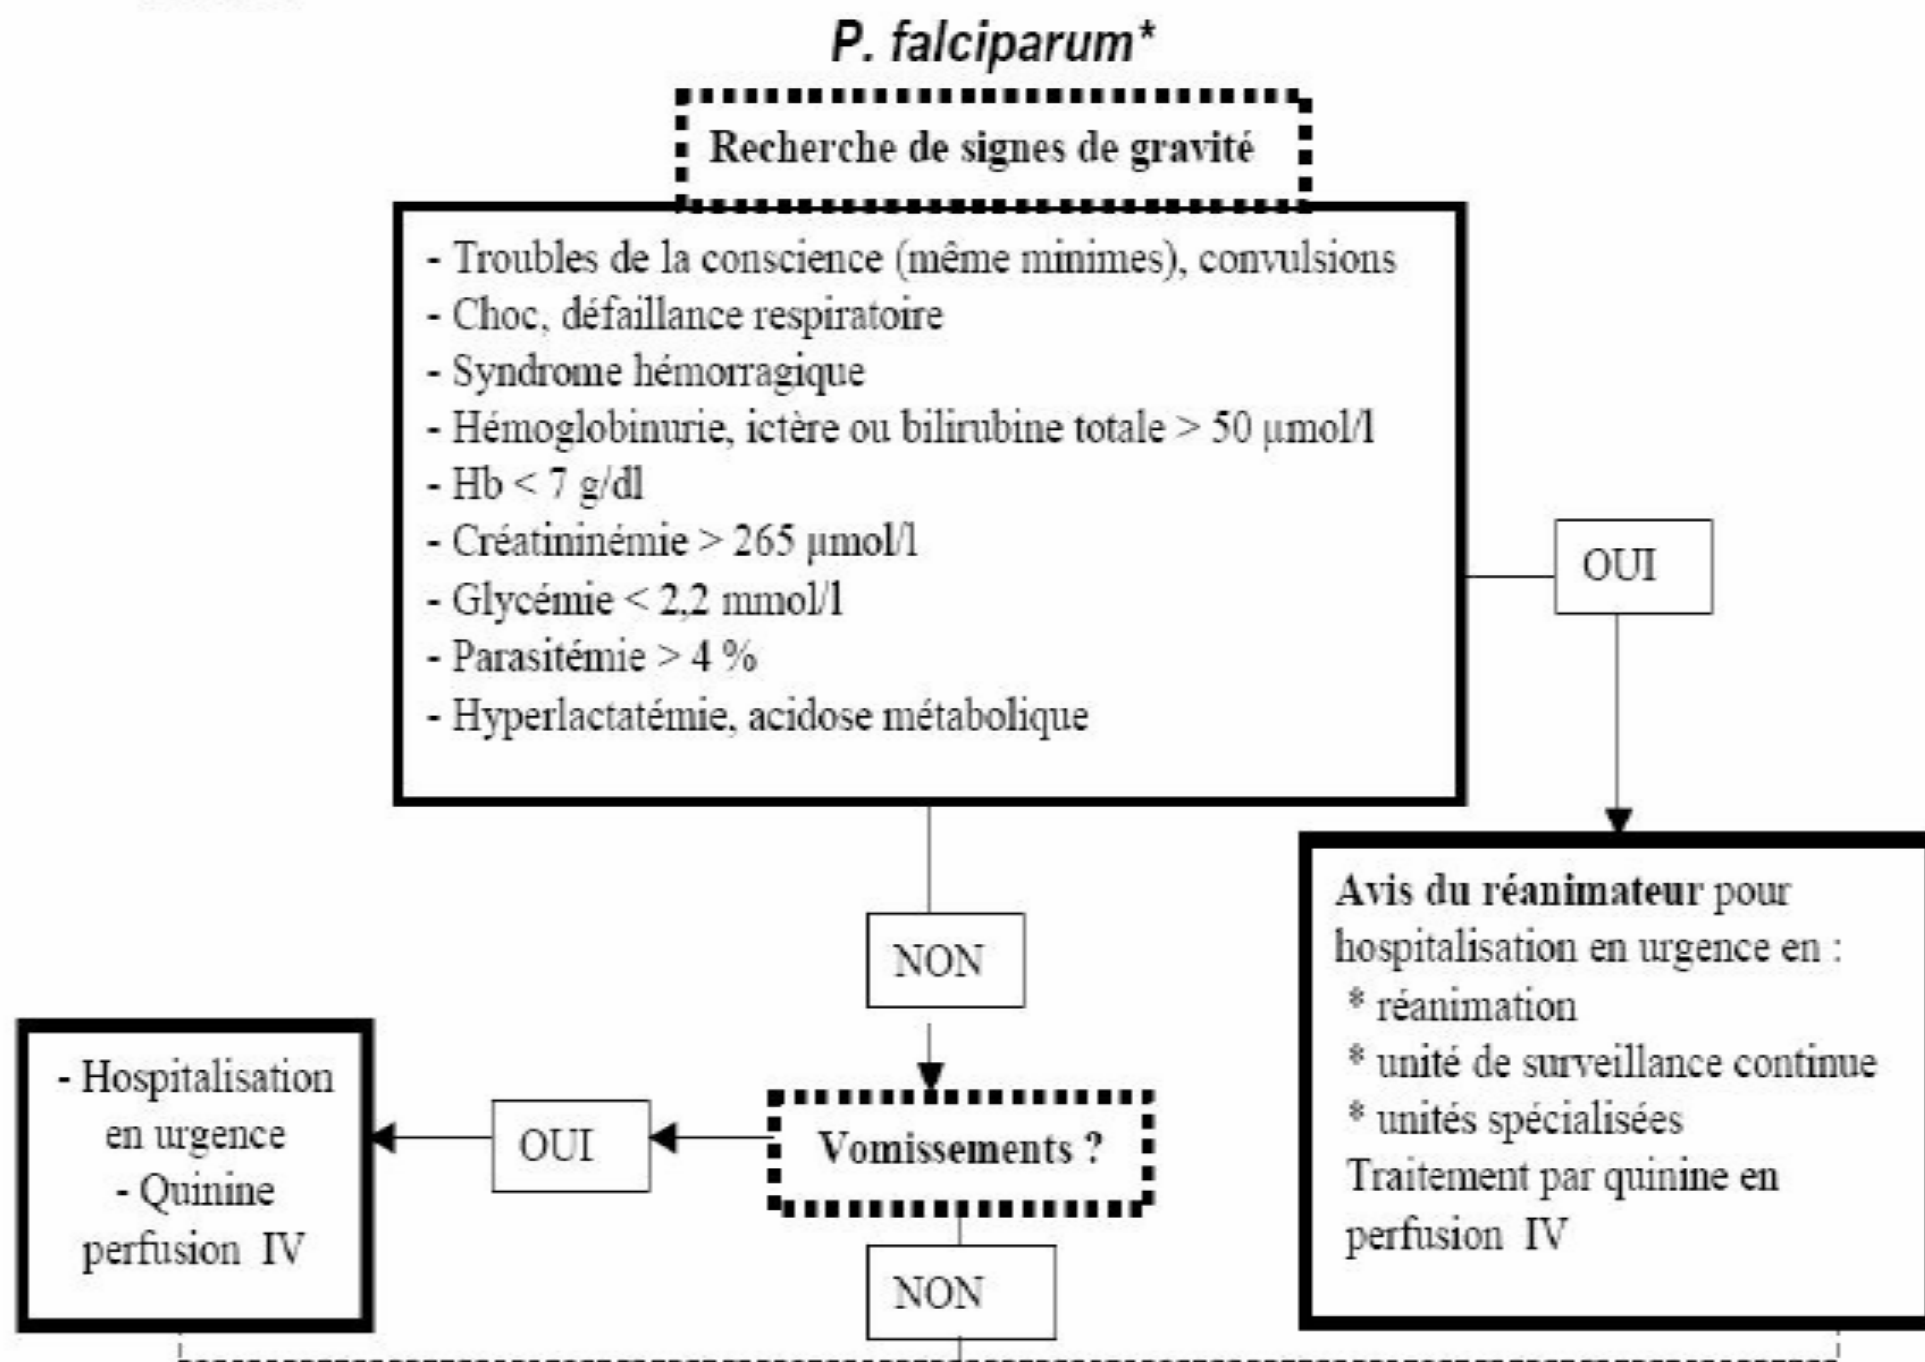 P. falciparum*
Recherche de signes de gravité
- Troubles de la conscience (même minimes), convulsions
- Choc, défaillance respiratoire
- Syndrome hémorragique
- Hémoglobinurie, ictère ou bilirubine totale > 50 µmol/l
- Hb < 7 g/dl
- Créatininémie > 265 µmol/l
- Glycémie < 2,2 mmol/l
- Parasitémie > 4 %
- Hyperlactatémie, acidose métabolique
OUI
Avis du réanimateur pour
hospitalisation en urgence en :
* réanimation
* unité de surveillance continue
* unités spécialisées
Traitement par quinine en
perfusion IV
NON
Vomissements ?
OUI
- Hospitalisation
en urgence
- Quinine
perfusion IV
NON